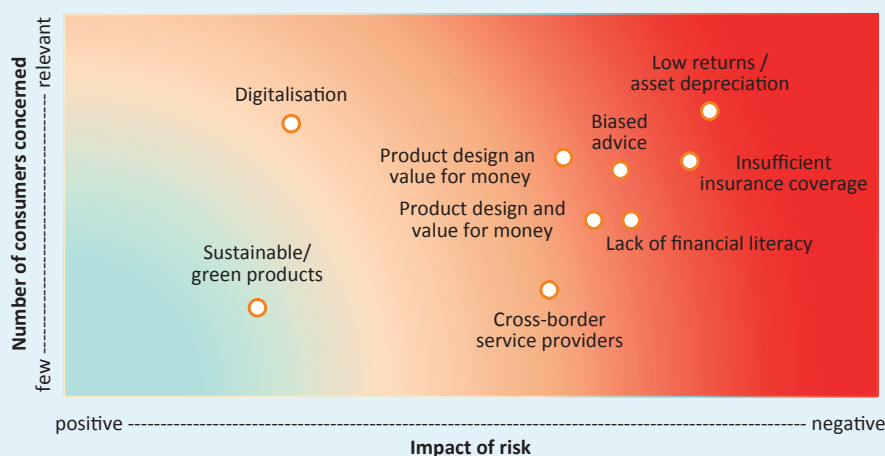 Number of consumers concerned
few ---------------------------------------- relevant
Low returns /
asset depreciation
Digitalisation
Biased
advice
Product design an
value for money
Insufficient
insurance coverage
Product design and
value for money
Lack of financial literacy
Sustainable/
green products
Cross-border
service providers
positive -------------------------------------------------------------------------------------------- negative
Impact of risk